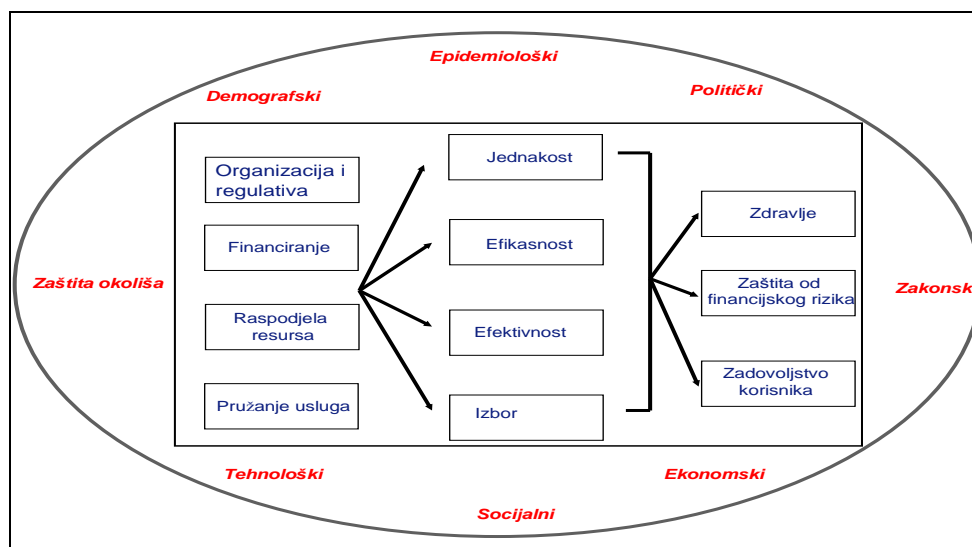 Epidemiološki
Demografski
Politički
Organizacija i
regulativa
Jednakost
Zdravlje
Financiranje
Efikasnost
Zaštita okoliša
Zaštita od
financijskog rizika
Zakonsk
Raspodjela
resursa
Efektivnost
Zadovoljstvo
korisnika
Pružanje usluga
Izbor
Tehnološki
Ekonomski
Socijalni